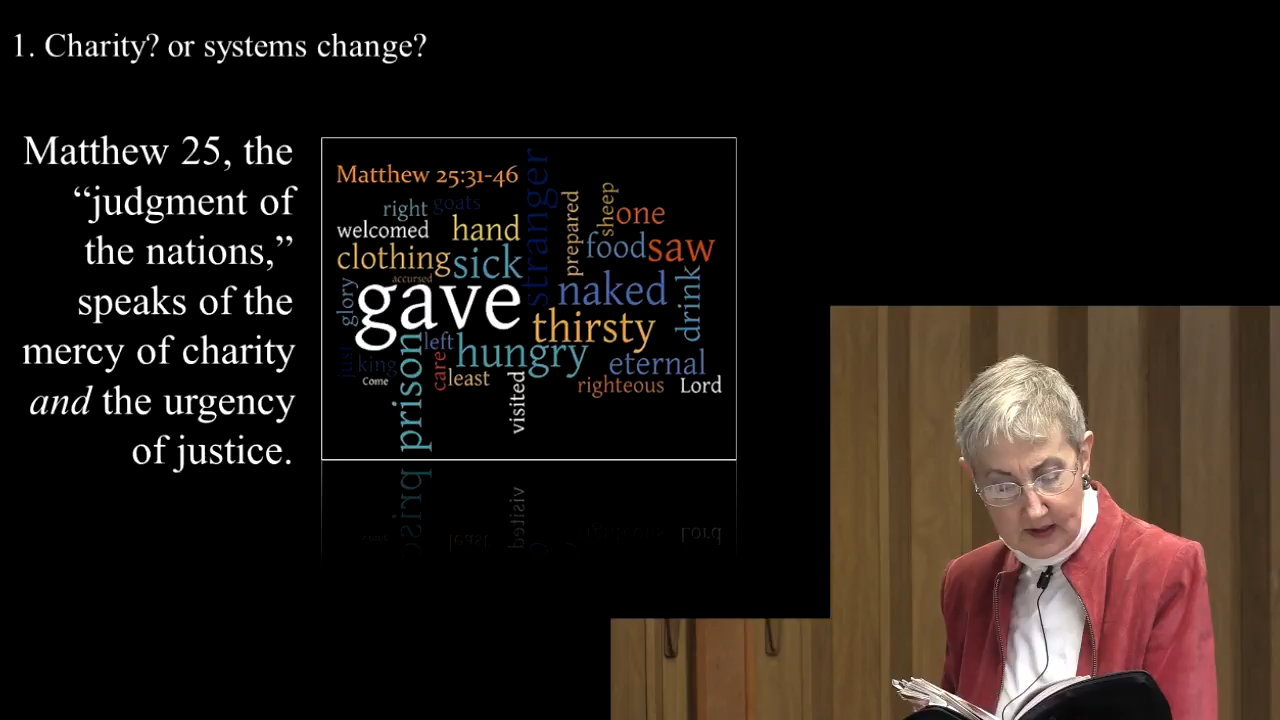 1. Charity? or systems change?
Matthew 25, the
“judgment of
the nations,”
speaks of the
mercy of charity
and the urgency
of justice.
Matthew 25:31-46
stranger
right
goats
prepared
sheep
one
welcomed
hand
food
saw
clothing
sick
accursed
glory
gave
naked
drink
thirsty
left
hungry
just
king
Come
prison
care
least
visited
eternal
righteous
Lord